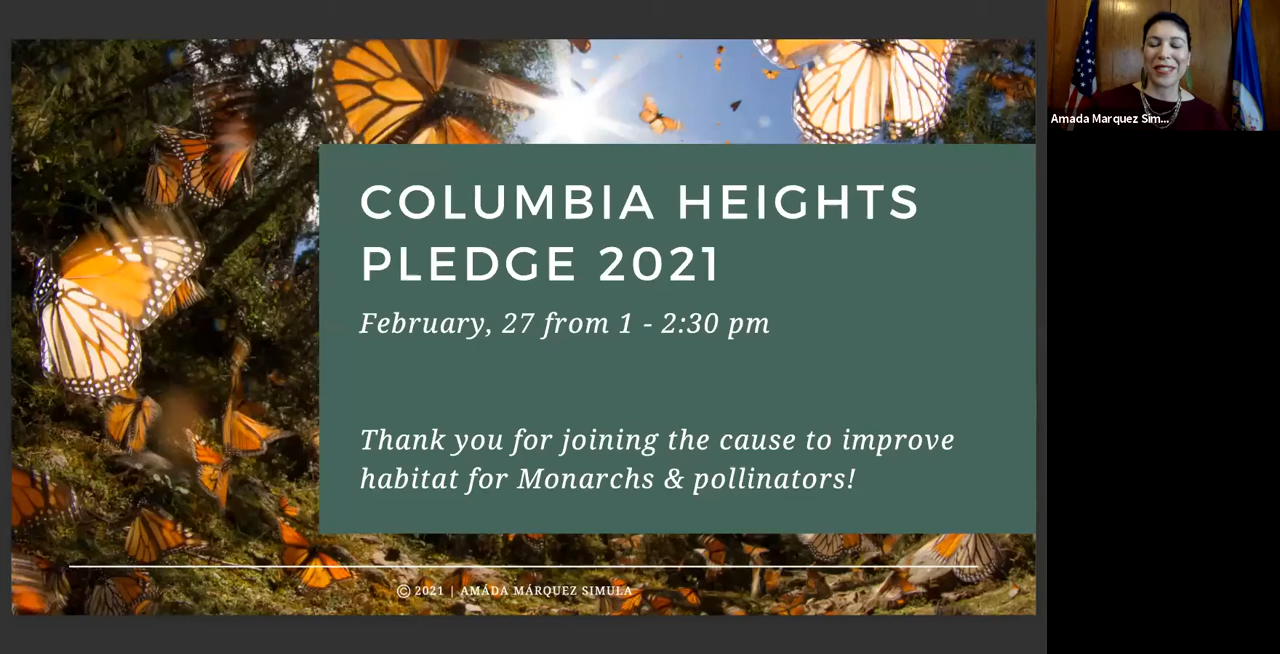 COLUMBIA HEIGHTS
PLEDGE 2021
February, 27 from 1 - 2:30 pm
Thank you for joining the cause to improve
habitat for Monarchs & pollinators!
© 2021 | AMÁDA MÁRQUEZ SIMULA
Amada Marquez Sim...